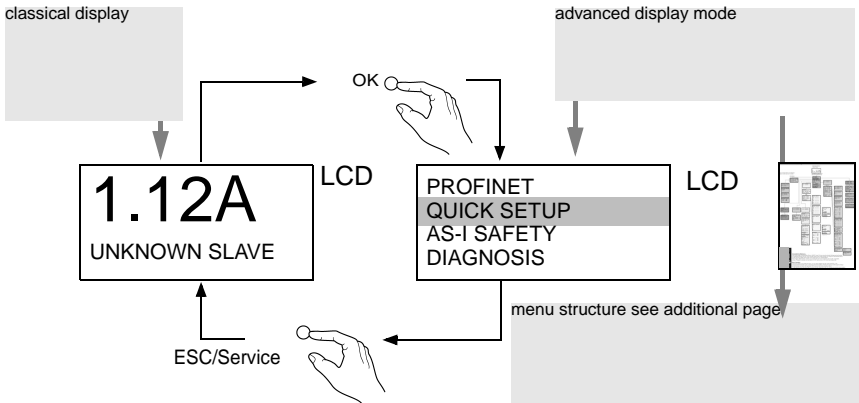 classical display
advanced display mode
OK
1.12A
UNKNOWN SLAVE
LCD
PROFINET
QUICK SETUP
AS-I SAFETY
DIAGNOSIS
LCD
ESC/Service
menu structure see additional page